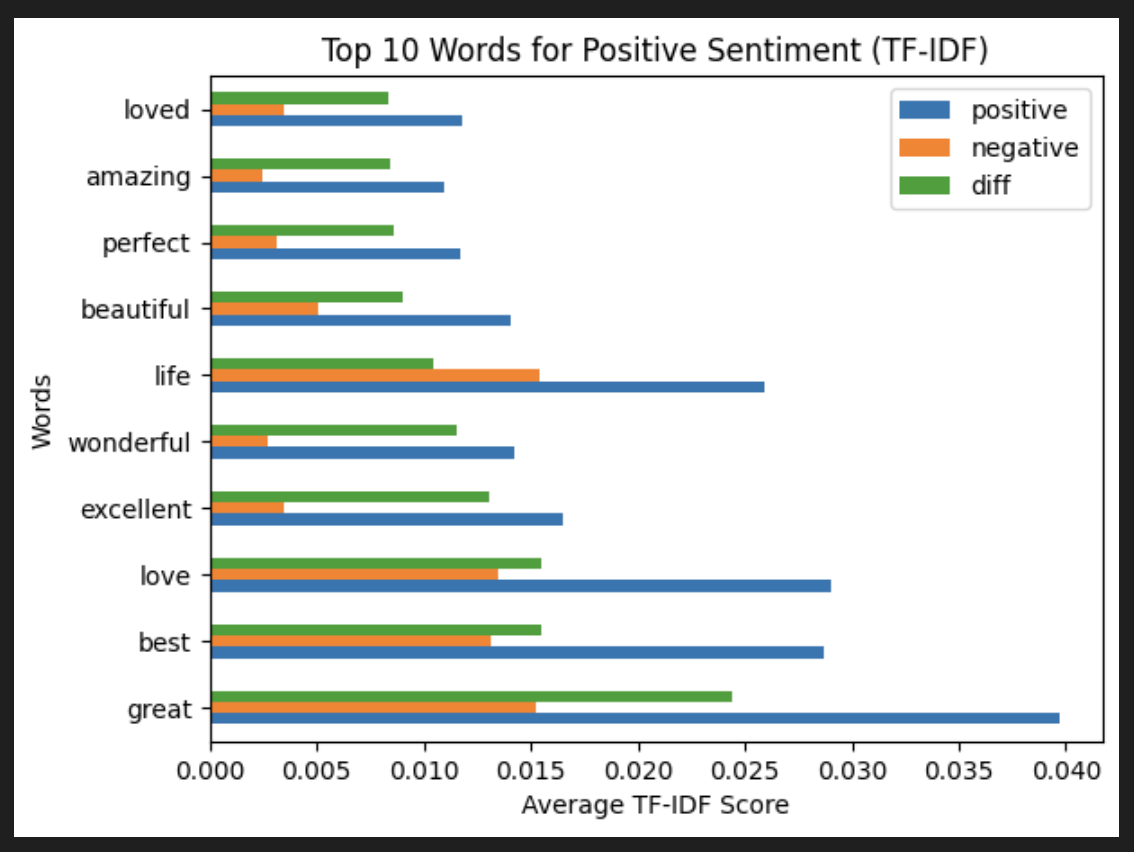 Top 10 Words for Positive Sentiment (TF-IDF)
positive
negative
diff
loved
amazing
perfect
beautiful
life
wonderful
excellent
love
best
great
Words
0.000 0.005 0.010 0.015 0.020 0.025 0.030 0.035 0.040
Average TF-IDF Score